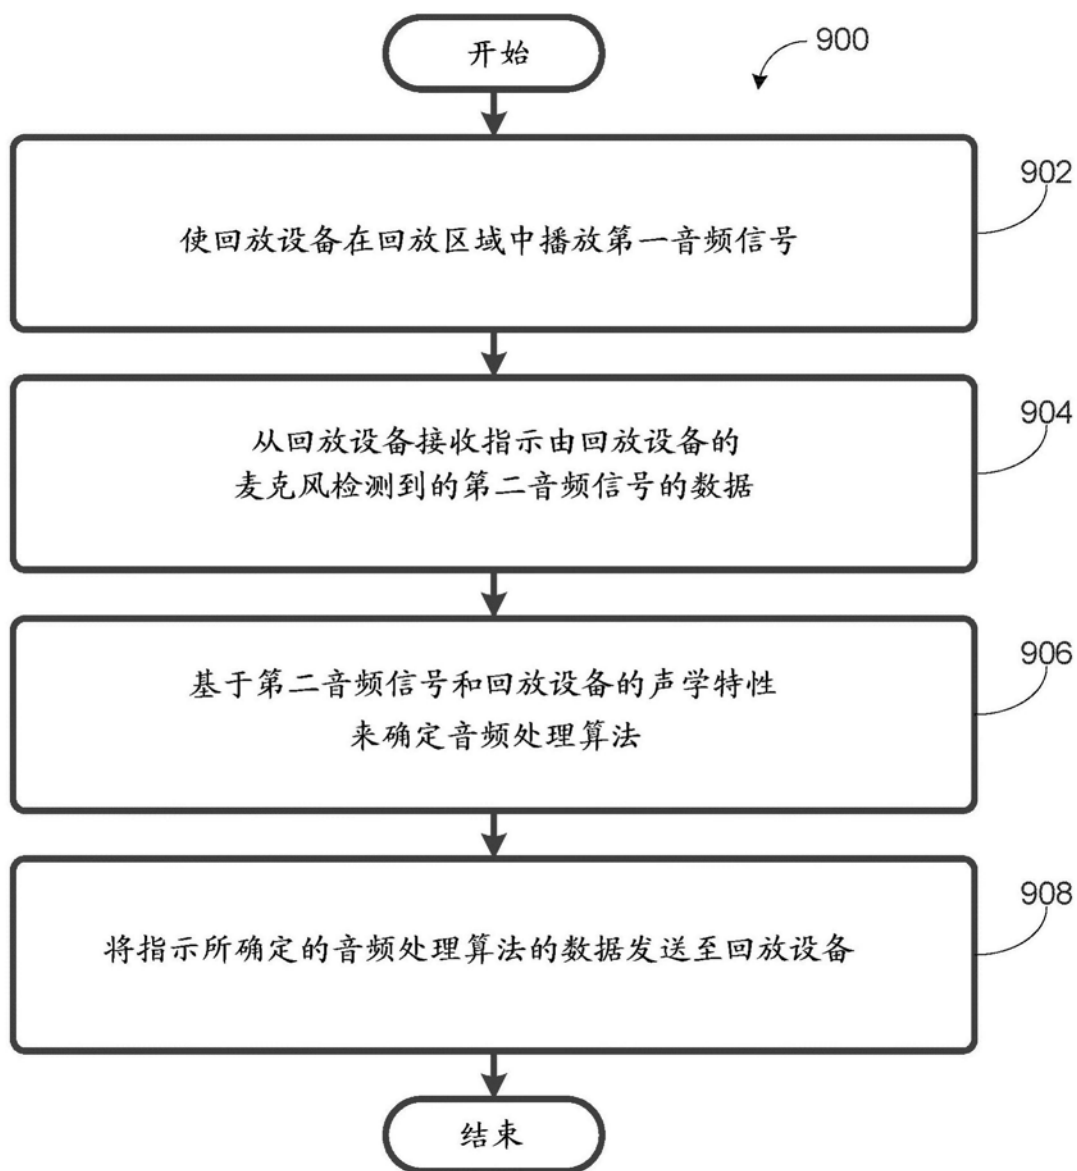 开始
900
902
使回放设备在回放区域中播放第一音频信号
904
从回放设备接收指示由回放设备的
麦克风检测到的第二音频信号的数据
906
基于第二音频信号和回放设备的声学特性
来确定音频处理算法
908
将指示所确定的音频处理算法的数据发送至回放设备
结束